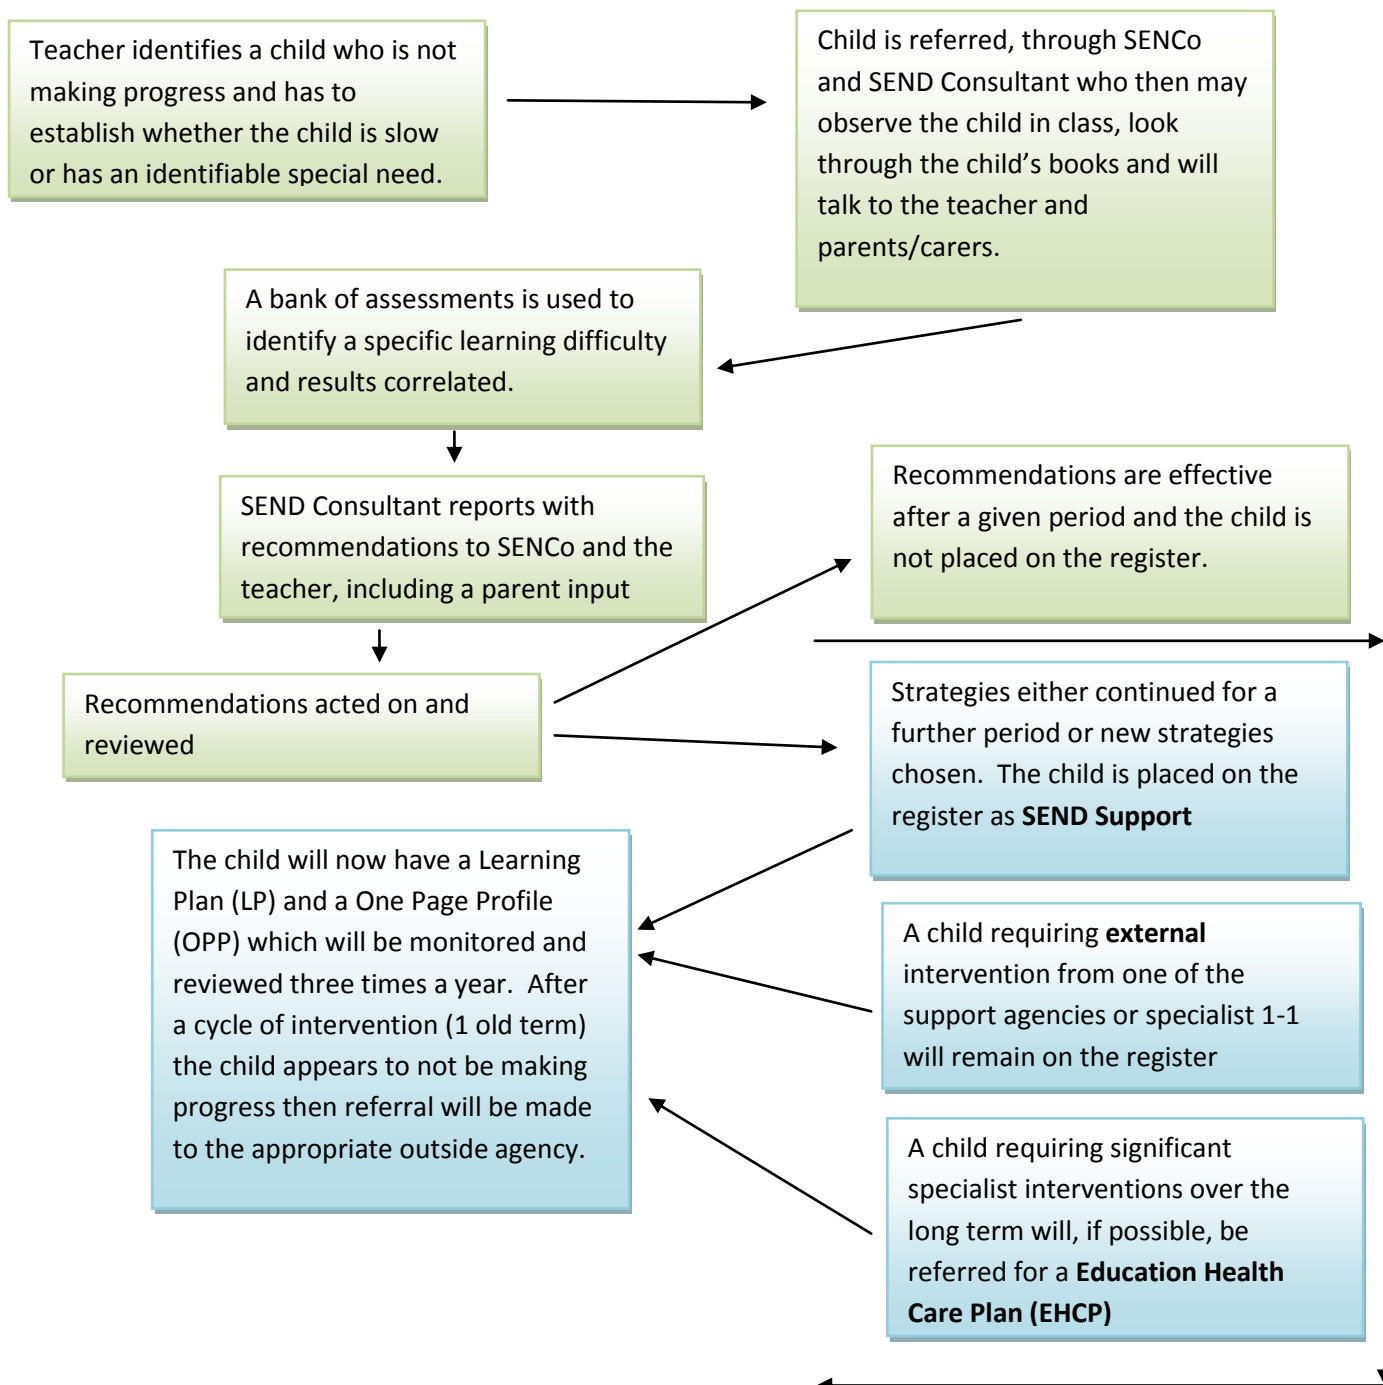 Teacher identifies a child who is not
making progress and has to
establish whether the child is slow
or has an identifiable special need.
Child is referred, through SENCo
and SEND Consultant who then may
observe the child in class, look
through the child’s books and will
talk to the teacher and
parents/carers.
A bank of assessments is used to
identify a specific learning difficulty
and results correlated.
SEND Consultant reports with
recommendations to SENCo and the
teacher, including a parent input
Recommendations are effective
after a given period and the child is
not placed on the register.
Recommendations acted on and
reviewed
Strategies either continued for a
further period or new strategies
chosen.  The child is placed on the
register as SEND Support
The child will now have a Learning
Plan (LP) and a One Page Profile
(OPP) which will be monitored and
reviewed three times a year.  After
a cycle of intervention (1 old term)
the child appears to not be making
progress then referral will be made
to the appropriate outside agency.
A child requiring external
intervention from one of the
support agencies or specialist 1-1
will remain on the register
A child requiring significant
specialist interventions over the
long term will, if possible, be
referred for a Education Health
Care Plan (EHCP)